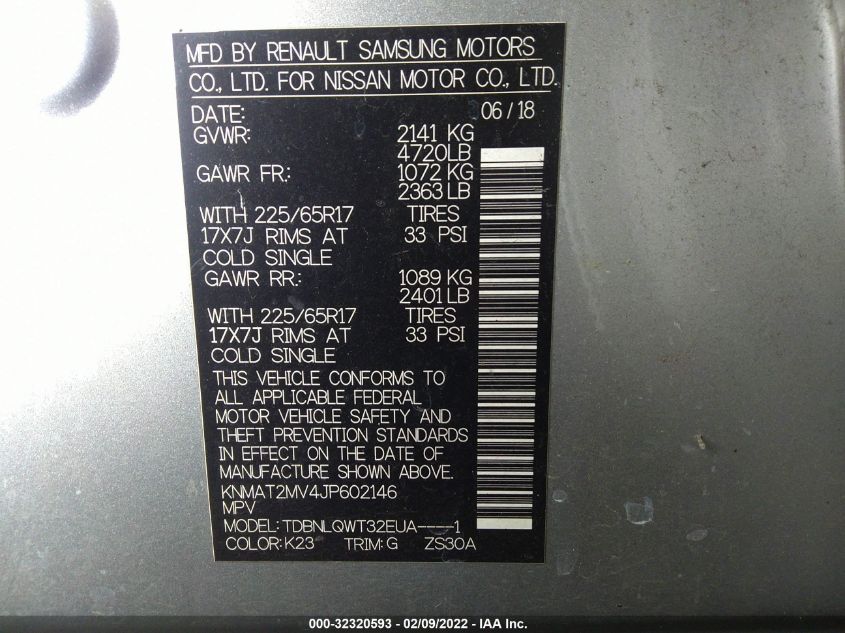 MFD BY RENAULT SAMSUNG MOTORS
CO., LTD. FOR NISSAN MOTOR CO., LTD.
DATE: 06/18
GVWR: 2141 KG
4720LB
GAWR FR.: 1072 KG
2363 LB
WITH 225/65R17 TIRES
17X7J RIMS AT 33 PSI
COLD SINGLE
GAWR RR.: 1089 KG
2401LB
WITH 225/65R17 TIRES
17X7J RIMS AT 33 PSI
COLD SINGLE
THIS VEHICLE CONFORMS TO
ALL APPLICABLE FEDERAL
MOTOR VEHICLE SAFETY AND
THEFT PREVENTION STANDARDS
IN EFFECT ON THE DATE OF
MANUFACTURE SHOWN ABOVE.
KNMAT2MV4JP602146
MPV
MODEL: TDBNLQWT32EUA----1
COLOR: K23 TRIM: G ZS30A
000-32320593 - 02/09/2022 - IAA Inc.